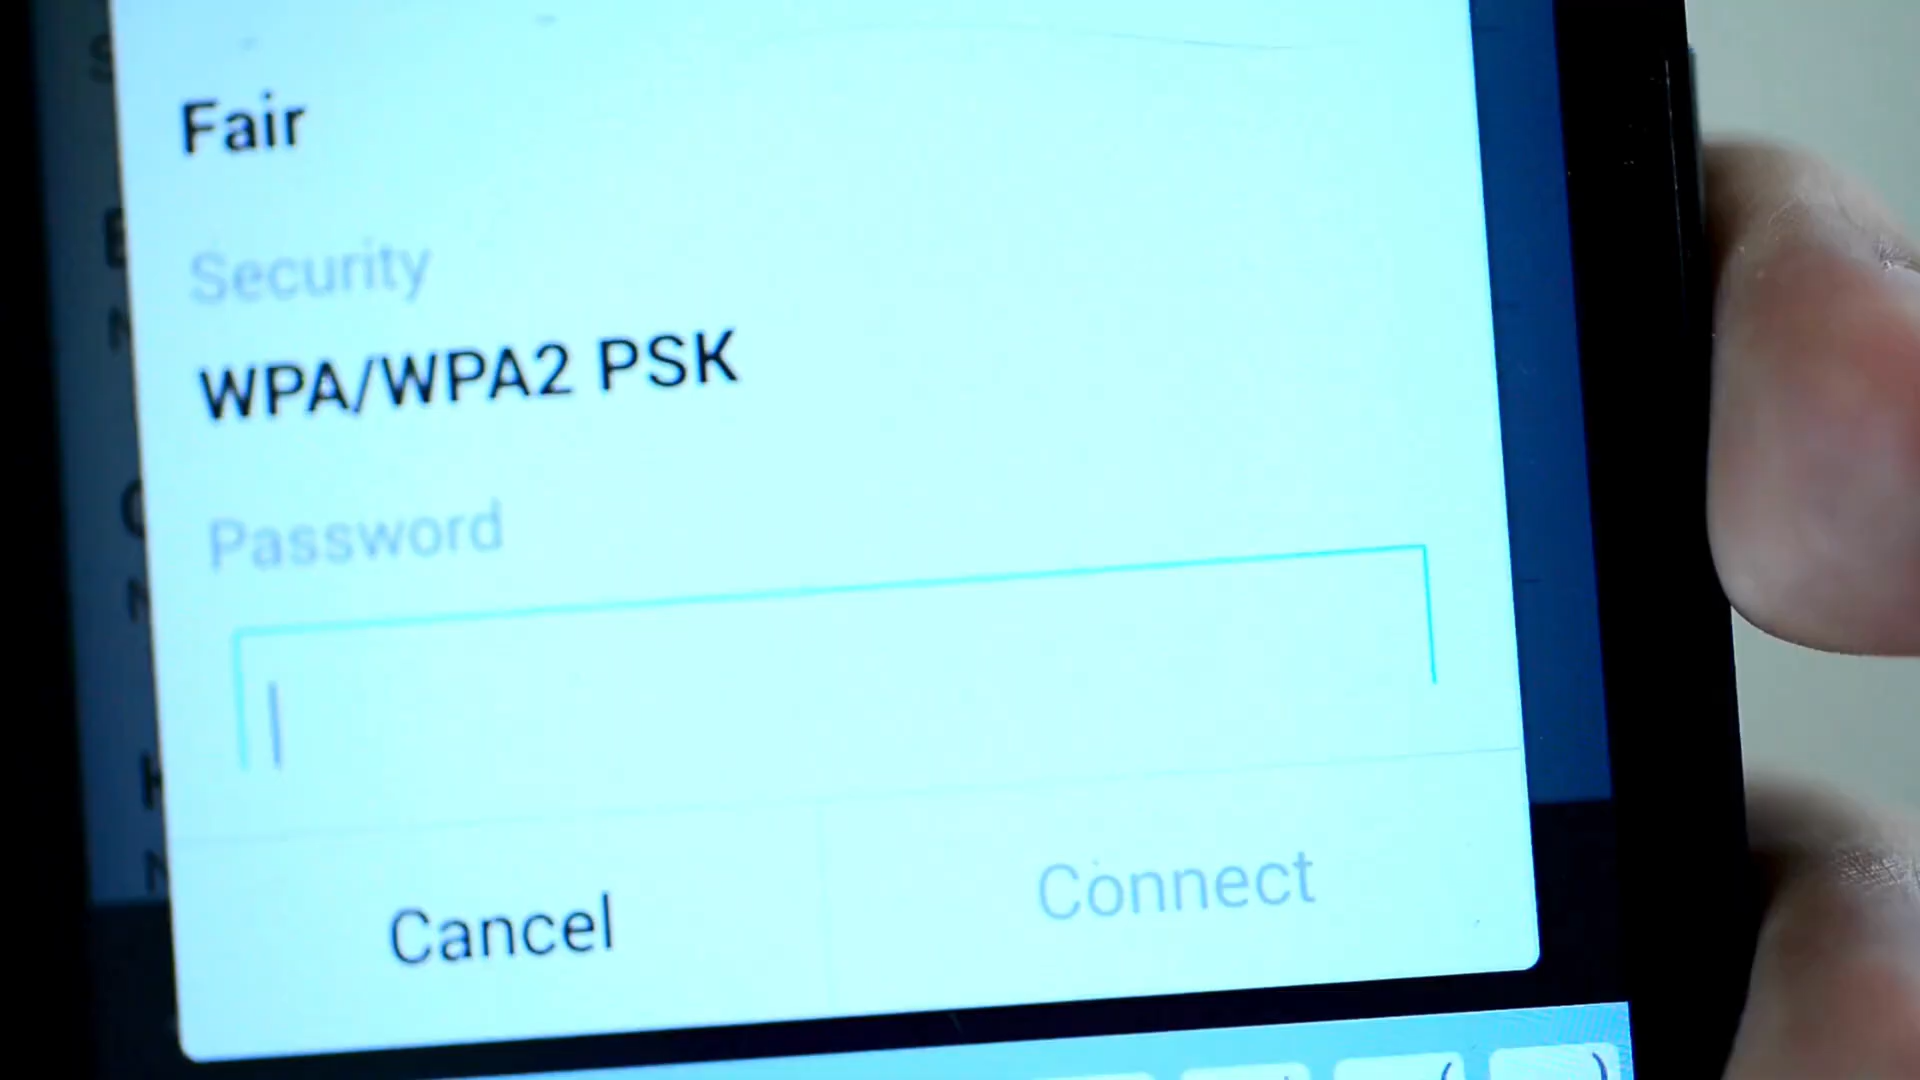 Fair
Security
WPA/WPA2 PSK
Password
Cancel
Connect
( )